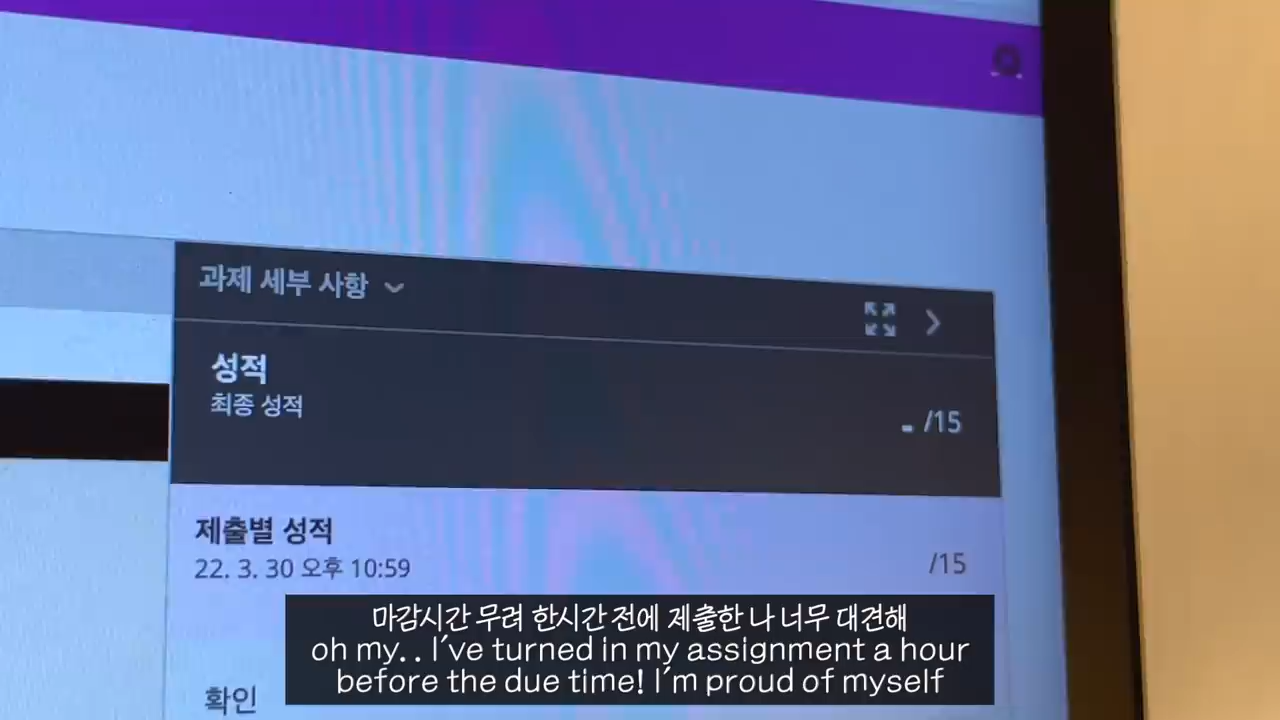 과제 세부 사항
성적
최종 성적
- /15
제출별 성적
22. 3. 30 오후 10:59
/15
확인
마감시간 무려 한시간 전에 제출한 나 너무 대견해
oh my.. I´ve turned in my assignment a hour
before the due time! I´m proud of myself